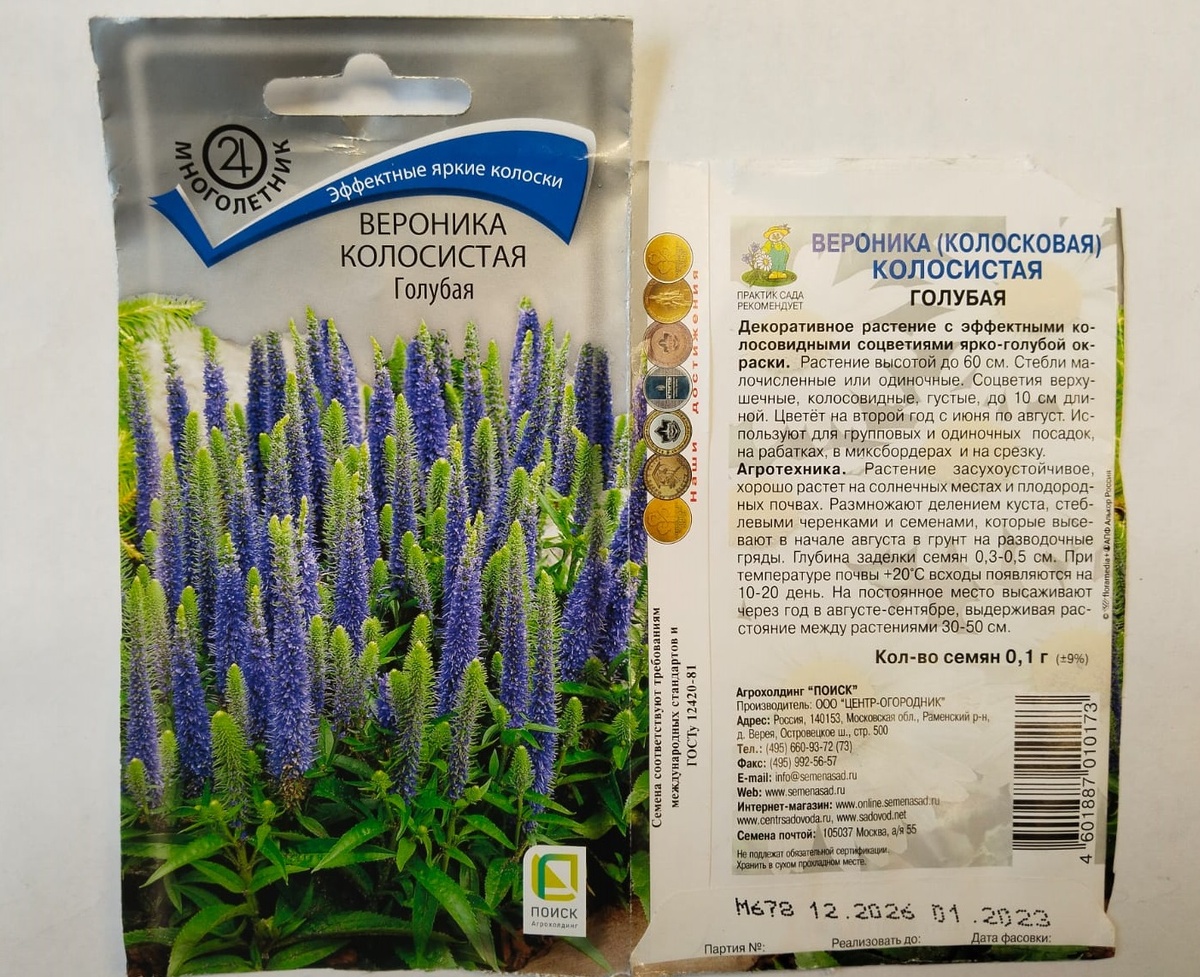 МНОГОЛЕТНИК
Эффектные яркие колоски
ВЕРОНИКА
КОЛОСИСТАЯ
Голубая
ПОИСК
Агрохолдинг
наши достижения
Семена соответствуют требованиям
международных стандартов и
ГОСТу 12420-81
ПРАКТИК САДА
РЕКОМЕНДУЕТ
ВЕРОНИКА (КОЛОСКОВАЯ)
КОЛОСИСТАЯ
ГОЛУБАЯ
Декоративное растение с эффектными ко-
лосовидными соцветиями ярко-голубой ок-
раски. Растение высотой до 60 см. Стебли ма-
лочисленные или одиночные. Соцветия верху-
шечные, колосовидные, густые, до 10 см дли-
ной. Цветёт на второй год с июня по август. Ис-
пользуют для групповых и одиночных посадок,
на рабатках, в миксбордерах и на срезку.
Агротехника. Растение засухоустойчивое,
хорошо растет на солнечных местах и плодород-
ных почвах. Размножают делением куста, стеб-
левыми черенками и семенами, которые высе-
вают в начале августа в грунт на разводочные
гряды. Глубина заделки семян 0,3-0,5 см. При
температуре почвы +20°С всходы появляются на
10-20 день. На постоянное место высаживают
через год в августе-сентябре, выдерживая рас-
стояние между растениями 30-50 см.
Кол-во семян 0,1 г (±9%)
Агрохолдинг "ПОИСК"
Производитель: ООО "ЦЕНТР-ОГОРОДНИК"
Адрес: Россия, 140153, Московская обл., Раменский р-н,
д. Верея, Островецкое ш., стр. 500
Тел.: (495) 660-93-72 (73)
Факс: (495) 992-56-57
E-mail: info@semenasad.ru
Web: www.semenasad.ru
Интернет-магазин: www.online.semenasad.ru
www.centrsadovoda.ru, www.sadovod.net
Семена почтой: 105037 Москва, а/я 55
Не подлежат обязательной сертификации.
Хранить в сухом прохладном месте.
4 601887 010173
М678 12.2026 01.2023
Партия №: Реализовать до: Дата фасовки: